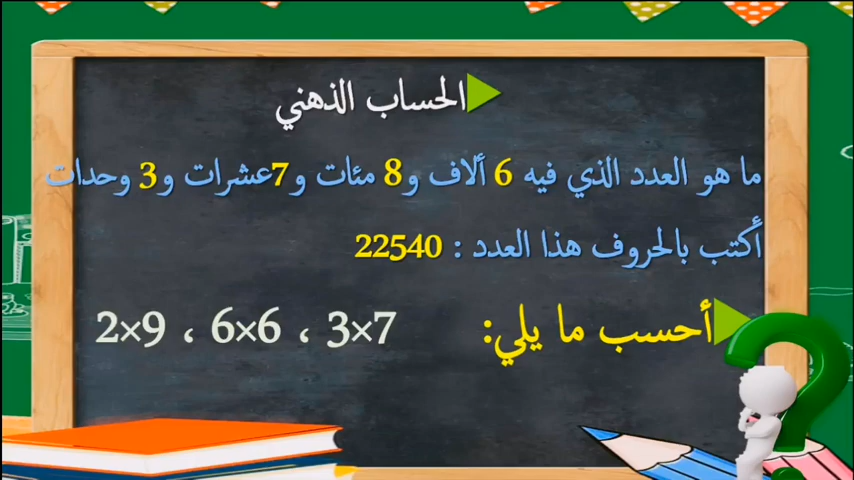 الحساب الذهني
ما هو العدد الذي فيه 6 ألاف و8 مئات و7عشرات و3 وحدات
أكتب بالحروف هذا العدد : 22540
أحسب ما يلي: 3×7 ، 6×6 ، 2×9